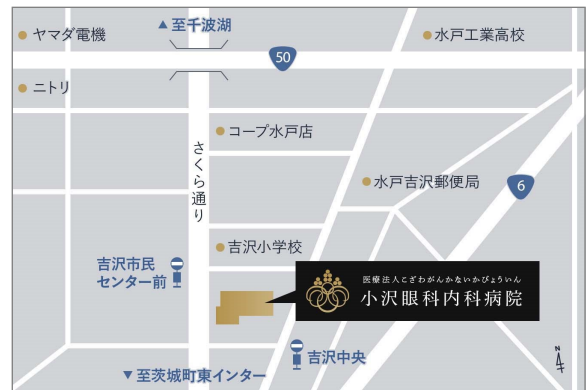 ▲至千波湖
ヤマダ電機
水戸工業高校
50
ニトリ
コープ水戸店
さくら通り
水戸吉沢郵便局
6
吉沢小学校
吉沢市民
センター前
医療法人こざわがんかないかびょういん
小沢眼科内科病院
吉沢中央
▼至茨城町東インター
N